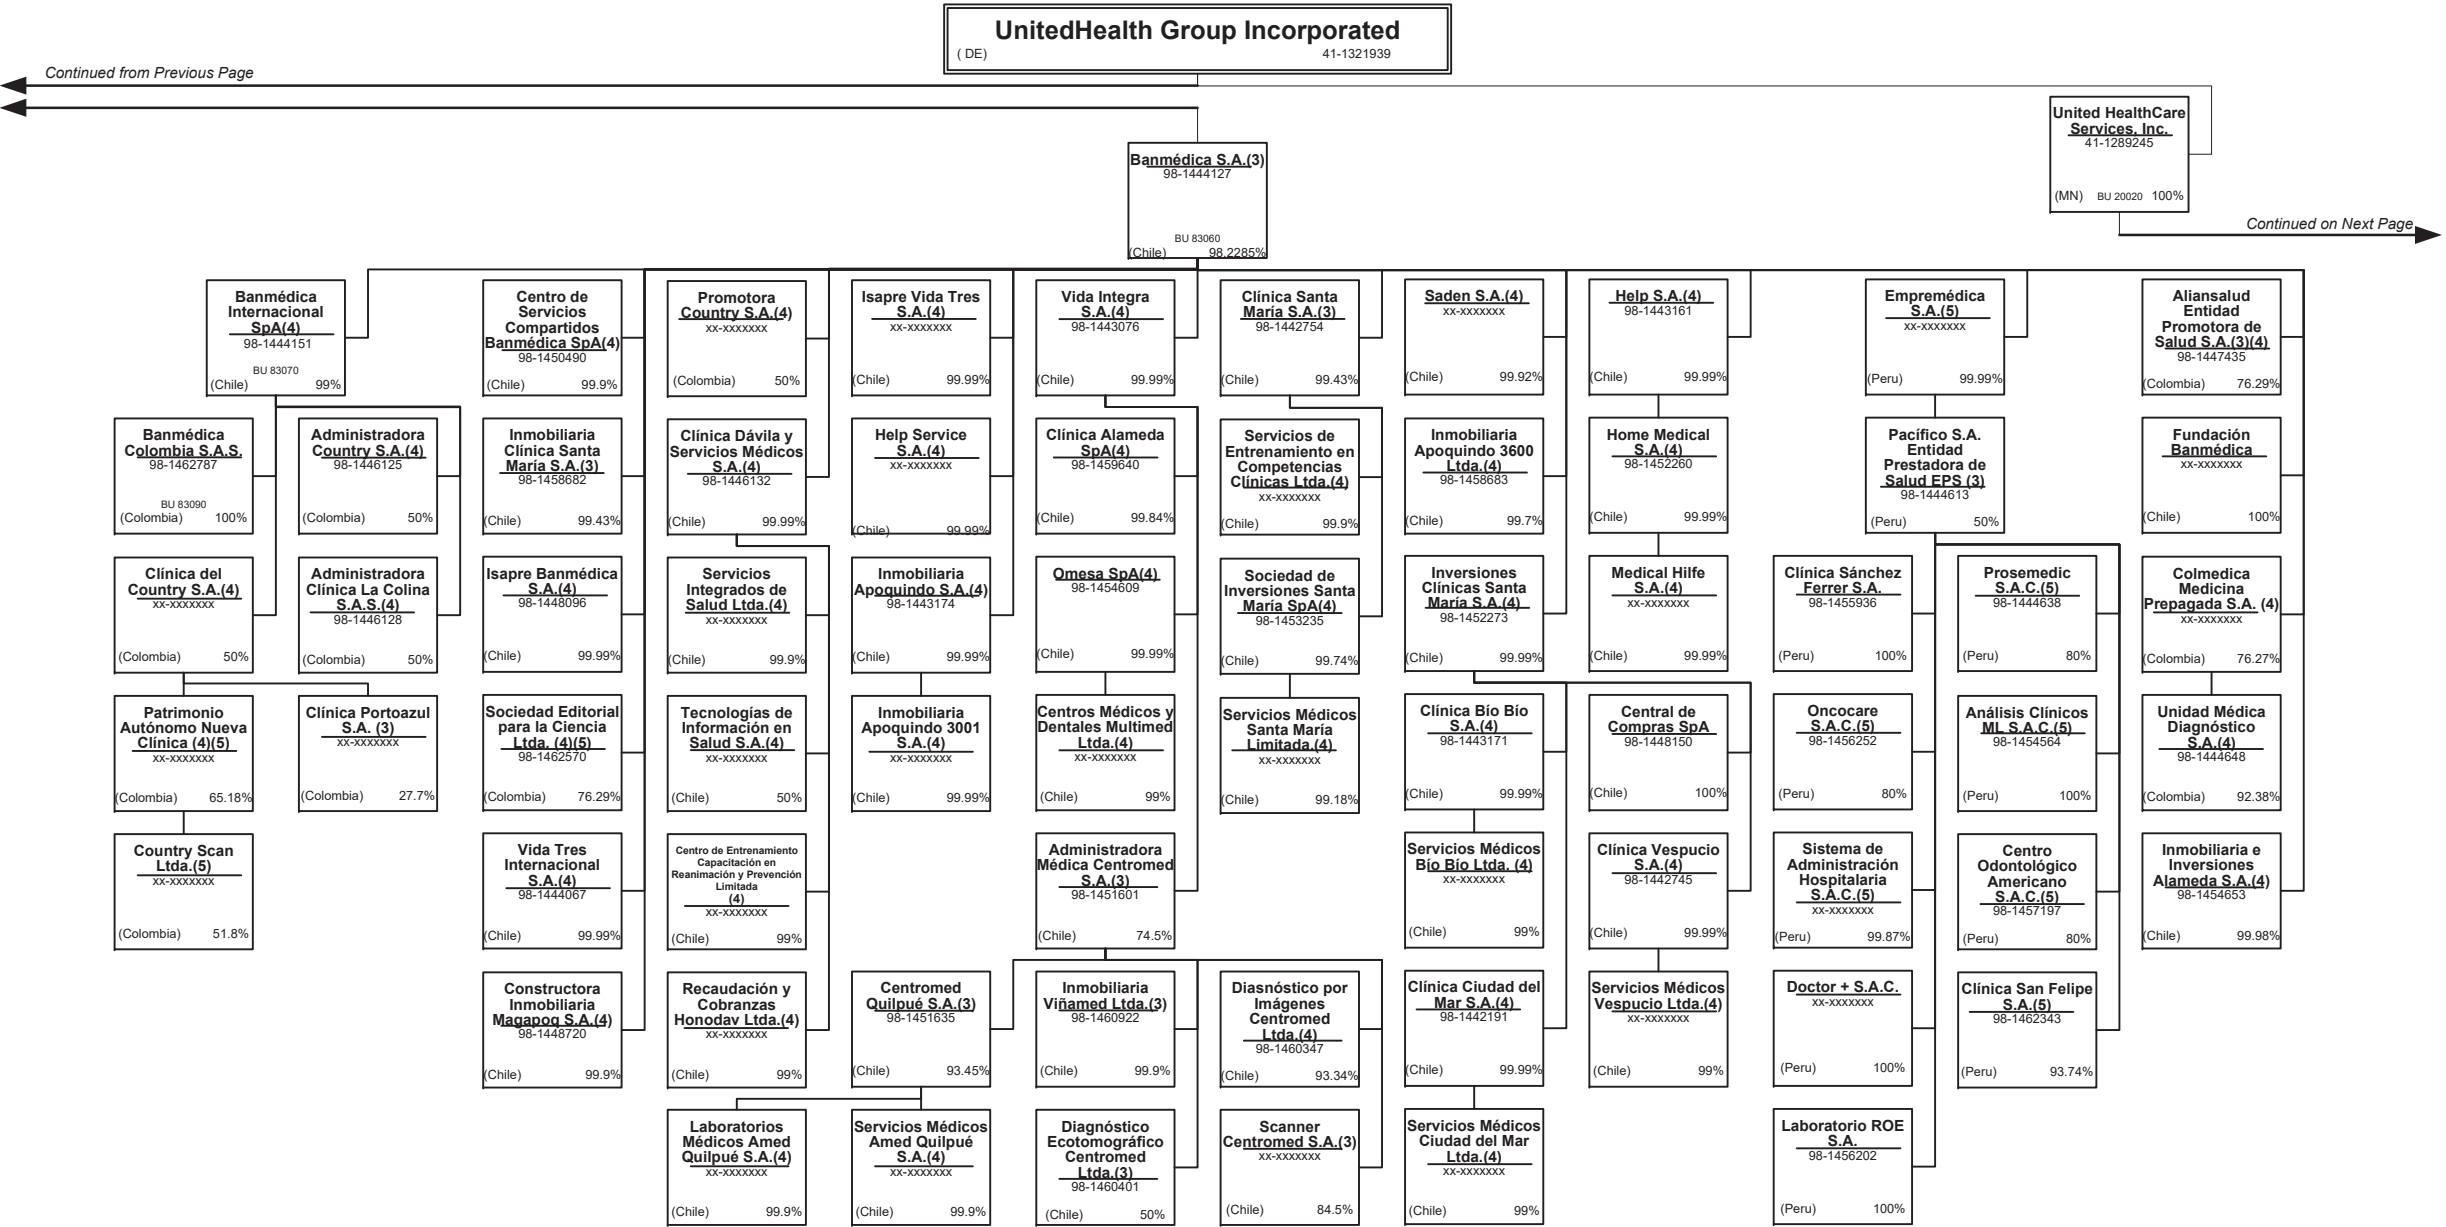 UnitedHealth Group Incorporated
( DE) 41-1321939
Continued from Previous Page
United HealthCare
Services, Inc.
41-1289245
(MN) BU 20020 100%
Continued on Next Page
Banmédica S.A.(3)
98-1444127
BU 83060
(Chile) 98.2285%
Banmédica
Internacional
SpA(4)
98-1444151
BU 83070
(Chile) 99%
Centro de
Servicios
Compartidos
Banmédica SpA(4)
98-1450490
(Chile) 99.9%
Promotora
Country S.A.(4)
xx-xxxxxxx
(Colombia) 50%
Isapre Vida Tres
S.A.(4)
xx-xxxxxxx
(Chile) 99.99%
Vida Integra
S.A.(4)
98-1443076
(Chile) 99.99%
Clínica Santa
María S.A.(3)
98-1442754
(Chile) 99.43%
Saden S.A.(4)
xx-xxxxxxx
(Chile) 99.92%
Help S.A.(4)
98-1443161
(Chile) 99.99%
Empremédica
S.A.(5)
xx-xxxxxxx
(Peru) 99.99%
Aliansalud
Entidad
Promotora de
Salud S.A.(3)(4)
98-1447435
(Colombia) 76.29%
Banmédica
Colombia S.A.S.
98-1462787
BU 83090
(Colombia) 100%
Administradora
Country S.A.(4)
98-1446125
(Colombia) 50%
Inmobiliaria
Clínica Santa
María S.A.(3)
98-1458682
(Chile) 99.43%
Clínica Dávila y
Servicios Médicos
S.A.(4)
98-1446132
(Chile) 99.99%
Help Service
S.A.(4)
xx-xxxxxxx
(Chile) 99.99%
Clínica Alameda
SpA(4)
98-1459640
(Chile) 99.84%
Servicios de
Entrenamiento en
Competencias
Clínicas Ltda.(4)
xx-xxxxxxx
(Chile) 99.9%
Inmobiliaria
Apoquindo 3600
Ltda.(4)
98-1458683
(Chile) 99.7%
Home Medical
S.A.(4)
98-1452260
(Chile) 99.99%
Pacífico S.A.
Entidad
Prestadora de
Salud EPS (3)
98-1444613
(Peru) 50%
Fundación
Banmédica
xx-xxxxxxx
(Chile) 100%
Clínica del
Country S.A.(4)
xx-xxxxxxx
(Colombia) 50%
Administradora
Clínica La Colina
S.A.S.(4)
98-1446128
(Colombia) 50%
Isapre Banmédica
S.A.(4)
98-1448096
(Chile) 99.99%
Servicios
Integrados de
Salud Ltda.(4)
xx-xxxxxxx
(Chile) 99.9%
Inmobiliaria
Apoquindo S.A.(4)
98-1443174
(Chile) 99.99%
Omesa SpA(4)
98-1454609
(Chile) 99.99%
Sociedad de
Inversiones Santa
María SpA(4)
98-1453235
(Chile) 99.74%
Inversiones
Clínicas Santa
María S.A.(4)
98-1452273
(Chile) 99.99%
Medical Hilfe
S.A.(4)
xx-xxxxxxx
(Chile) 99.99%
Clínica Sánchez
Ferrer S.A.
98-1455936
(Peru) 100%
Prosemedic
S.A.C.(5)
98-1444638
(Peru) 80%
Colmedica
Medicina
Prepagada S.A. (4)
xx-xxxxxxx
(Colombia) 76.27%
Patrimonio
Autónomo Nueva
Clínica (4)(5)
xx-xxxxxxx
(Colombia) 65.18%
Clínica Portoazul
S.A. (3)
xx-xxxxxxx
(Colombia) 27.7%
Sociedad Editorial
para la Ciencia
Ltda. (4)(5)
98-1462570
(Colombia) 76.29%
Tecnologías de
Información en
Salud S.A.(4)
xx-xxxxxxx
(Chile) 50%
Inmobiliaria
Apoquindo 3001
S.A.(4)
xx-xxxxxxx
(Chile) 99.99%
Centros Médicos y
Dentales Multimed
Ltda.(4)
xx-xxxxxxx
(Chile) 99%
Servicios Médicos
Santa María
Limitada.(4)
xx-xxxxxxx
(Chile) 99.18%
Clínica Bío Bío
S.A.(4)
98-1443171
(Chile) 99.99%
Central de
Compras SpA
98-1448150
(Chile) 100%
Oncocare
S.A.C.(5)
98-1456252
(Peru) 80%
Análisis Clínicos
ML S.A.C.(5)
98-1454564
(Peru) 100%
Unidad Médica
Diagnóstico
S.A.(4)
98-1444648
(Colombia) 92.38%
Country Scan
Ltda.(5)
xx-xxxxxxx
(Colombia) 51.8%
Vida Tres
Internacional
S.A.(4)
98-1444067
(Chile) 99.99%
Centro de Entrenamiento
Capacitación en
Reanimación y Prevención
Limitada
(4)
xx-xxxxxxx
(Chile) 99%
Administradora
Médica Centromed
S.A.(3)
98-1451601
(Chile) 74.5%
Servicios Médicos
Bío Bío Ltda. (4)
xx-xxxxxxx
(Chile) 99%
Clínica Vespucio
S.A.(4)
98-1442745
(Chile) 99.99%
Sistema de
Administración
Hospitalaria
S.A.C.(5)
xx-xxxxxxx
(Peru) 99.87%
Centro
Odontológico
Americano
S.A.C.(5)
98-1457197
(Peru) 80%
Inmobiliaria e
Inversiones
Alameda S.A.(4)
98-1454653
(Chile) 99.98%
Constructora
Inmobiliaria
Magapoq S.A.(4)
98-1448720
(Chile) 99.9%
Recaudación y
Cobranzas
Honodav Ltda.(4)
xx-xxxxxxx
(Chile) 99%
Centromed
Quilpué S.A.(3)
98-1451635
(Chile) 93.45%
Inmobiliaria
Viñamed Ltda.(3)
98-1460922
(Chile) 99.9%
Diasnóstico por
Imágenes
Centromed
Ltda.(4)
98-1460347
(Chile) 93.34%
Clínica Ciudad del
Mar S.A.(4)
98-1442191
(Chile) 99.99%
Servicios Médicos
Vespucio Ltda.(4)
xx-xxxxxxx
(Chile) 99%
Doctor + S.A.C.
xx-xxxxxxx
(Peru) 100%
Clínica San Felipe
S.A.(5)
98-1462343
(Peru) 93.74%
Laboratorios
Médicos Amed
Quilpué S.A.(4)
xx-xxxxxxx
(Chile) 99.9%
Servicios Médicos
Amed Quilpué
S.A.(4)
xx-xxxxxxx
(Chile) 99.9%
Diagnóstico
Ecotomográfico
Centromed
Ltda.(3)
98-1460401
(Chile) 50%
Scanner
Centromed S.A.(3)
xx-xxxxxxx
(Chile) 84.5%
Servicios Médicos
Ciudad del Mar
Ltda.(4)
xx-xxxxxxx
(Chile) 99%
Laboratorio ROE
S.A.
98-1456202
(Peru) 100%